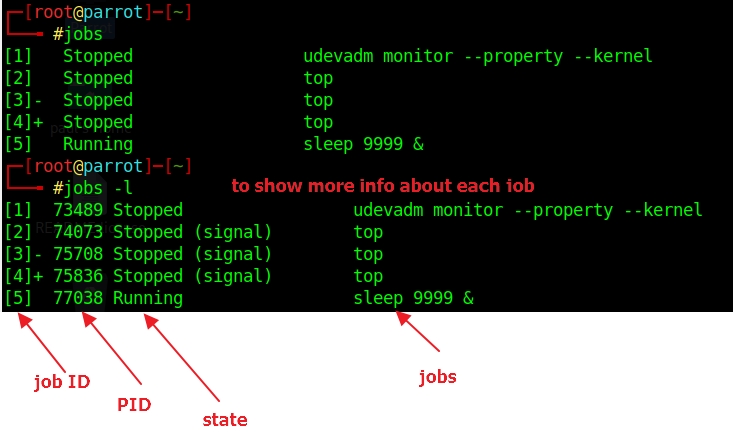 ┌─[root@parrot]─[~]
└──╼ #jobs
[1]   Stopped                 udevadm monitor --property --kernel
[2]   Stopped                 top
[3]-  Stopped                 top
[4]+  Stopped                 top
[5]   Running                 sleep 9999 &
┌─[root@parrot]─[~]
└──╼ #jobs -l to show more info about each job
[1]  73489 Stopped                 udevadm monitor --property --kernel
[2]  74073 Stopped (signal)        top
[3]- 75708 Stopped (signal)        top
[4]+ 75836 Stopped (signal)        top
[5]  77038 Running                 sleep 9999 &
job ID
PID
state
jobs